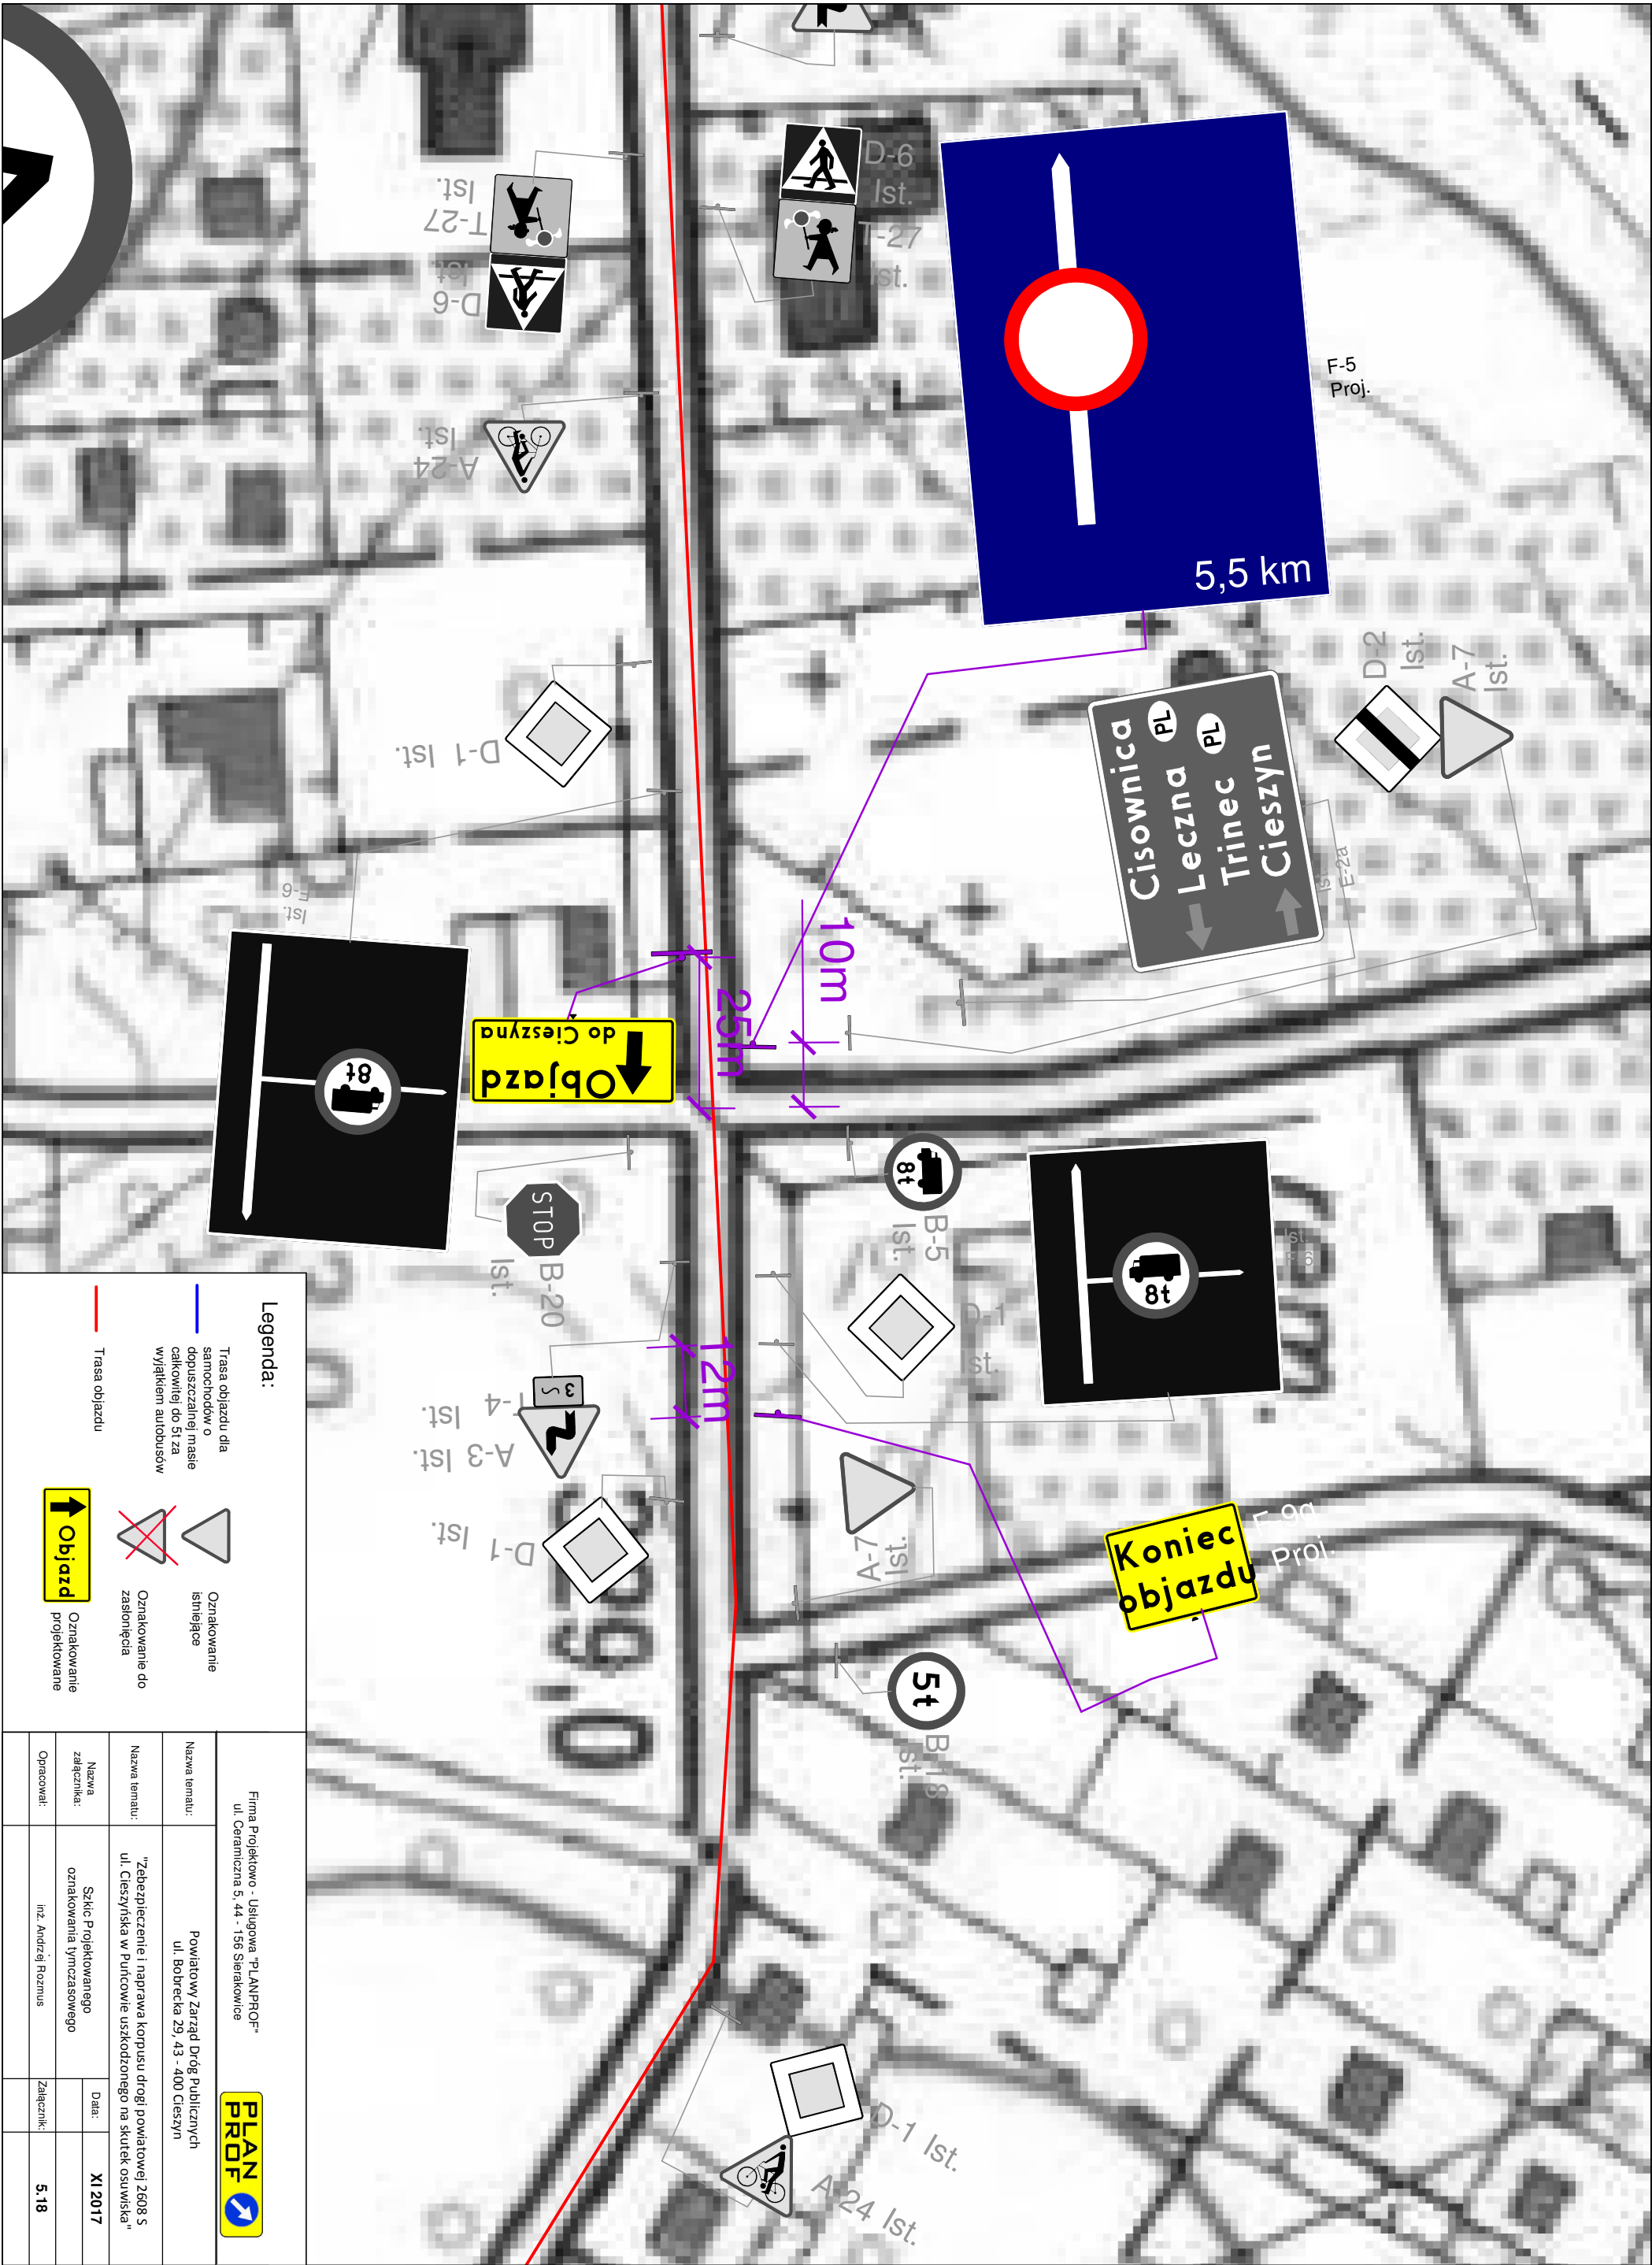 D-6
Ist.
T-27
Ist.
T-27
Ist.
D-6
Ist.
A-24
Ist.
F-5
Proj.
5,5 km
D-2
Ist.
A-7
Ist.
Cisownica
Leczna PL
Trinec PL
Cieszyn
Ist.
E-2a
D-1 Ist.
F-6
Ist.
8t
10m
25m
Objazd
do Cieszyna
8t
B-5
Ist.
8t
Ist.
STOP
B-20
Ist.
D-1
Ist.
12m
3
T-4 Ist.
A-3 Ist.
D-1 Ist.
A-7
Ist.
Koniec
objazdu
F-9g
Proj.
5t
B-18
Ist.
D-1 Ist.
A-24 Ist.
Legenda:
Trasa objazdu dla
samochodów o
dopuszczalnej masie
całkowitej do 5t za
wyjątkiem autobusów
Trasa objazdu
Oznakowanie
istniejące
Oznakowanie do
zasłonięcia
Objazd
Oznakowanie
projektowane
Firma Projektowo - Usługowa "PLANPROF"
ul. Ceramiczna 5, 44 - 156 Sierakowice
PLAN
PROF
Nazwa tematu:
Powiatowy Zarząd Dróg Publicznych
ul. Bobrecka 29, 43 - 400 Cieszyn
Nazwa tematu:
"Zebezpieczenie i naprawa korpusu drogi powiatowej 2608 S
ul. Cieszyńska w Puńcowie uszkodzonego na skutek osuwiska"
Nazwa
załącznika:
Szkic Projektowanego
oznakowania tymczasowego
Data:
XI 2017
Opracował:
inż. Andrzej Rozmus
Załącznik:
5.18